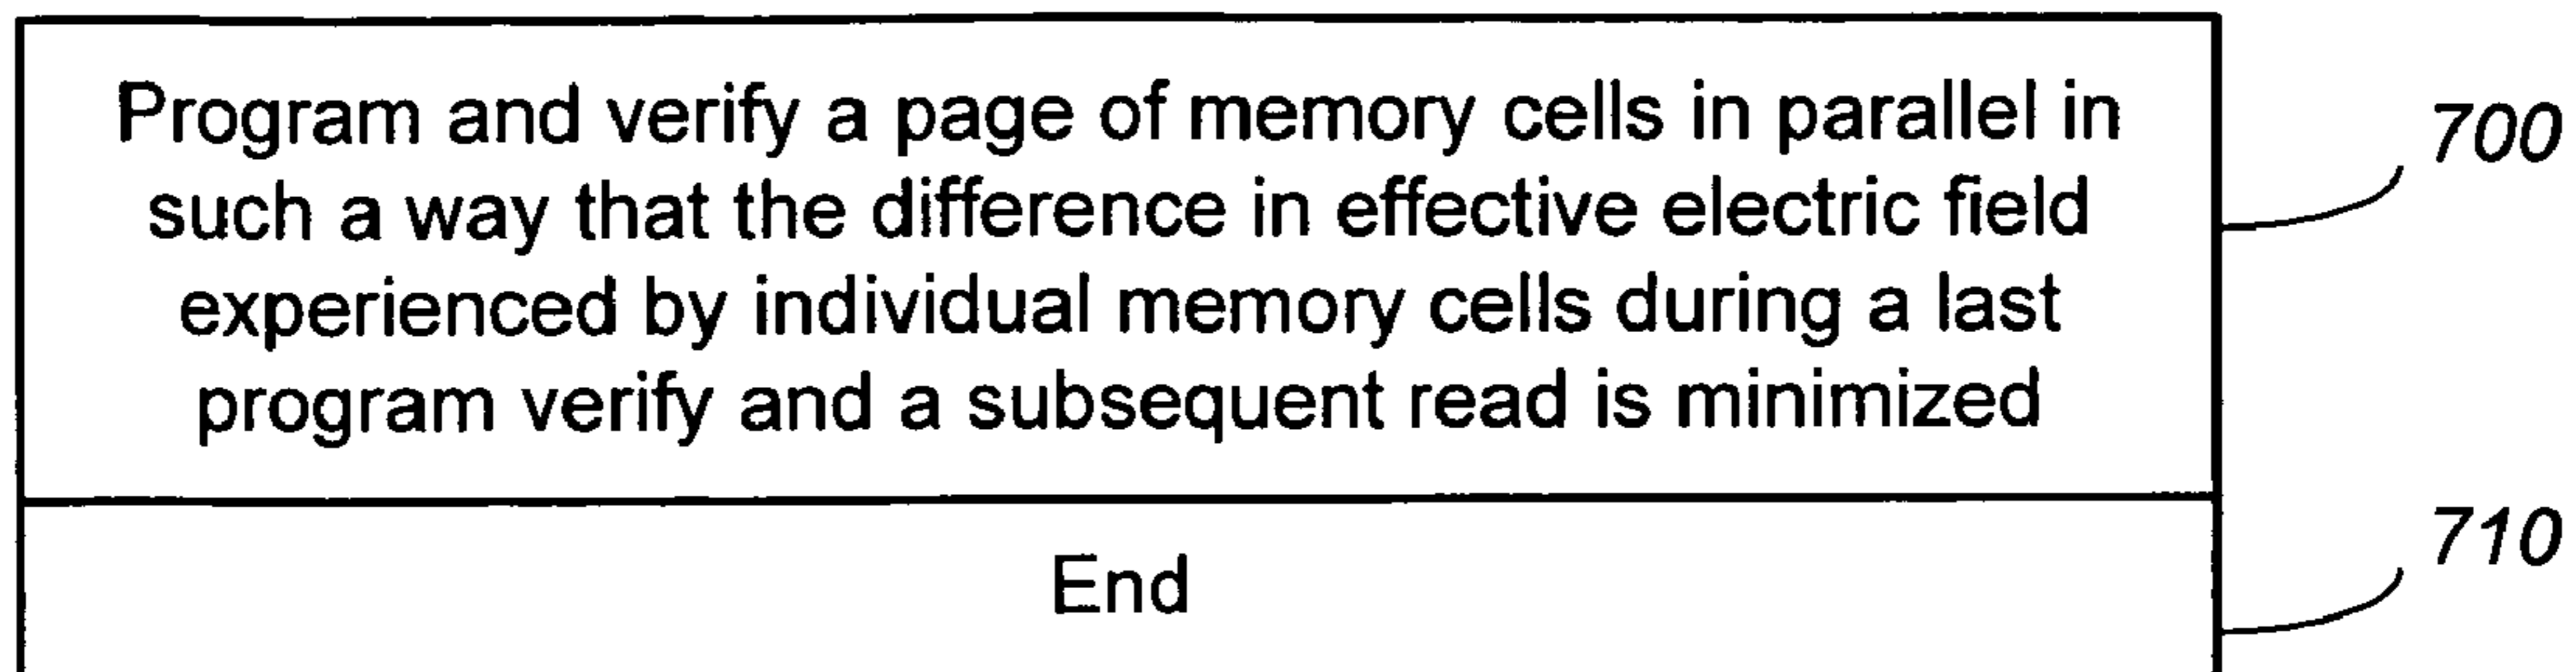 Program and verify a page of memory cells in parallel in
such a way that the difference in effective electric field
experienced by individual memory cells during a last
program verify and a subsequent read is minimized
700
End
710